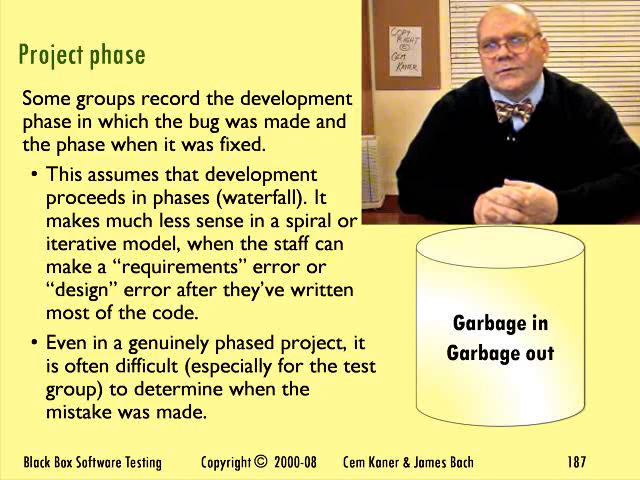 Project phase
Some groups record the development
phase in which the bug was made and
the phase when it was fixed.
• This assumes that development
proceeds in phases (waterfall). It
makes much less sense in a spiral or
iterative model, when the staff can
make a “requirements” error or
“design” error after they’ve written
most of the code.
• Even in a genuinely phased project, it
is often difficult (especially for the test
group) to determine when the
mistake was made.
COPY
RIGHT
©
CEM
KANER
Garbage in
Garbage out
Black Box Software Testing Copyright © 2000-08 Cem Kaner & James Bach 187